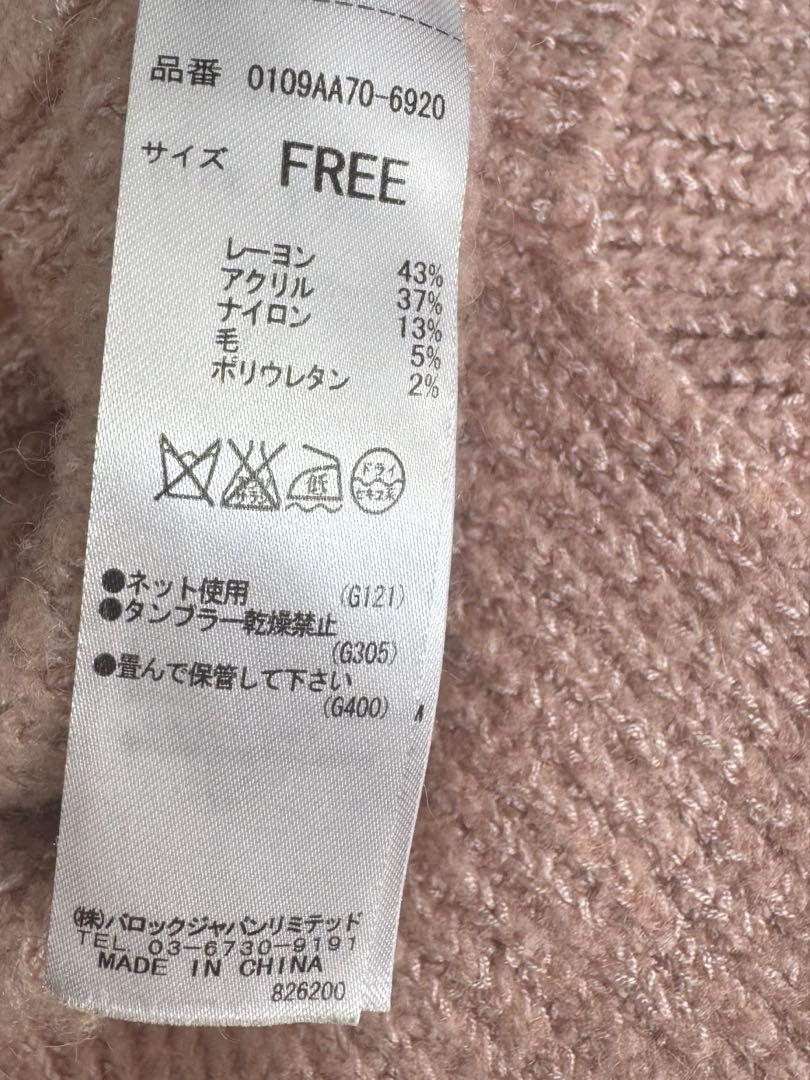 品番 0109AA70-6920
サイズ FREE
レーヨン 43%
アクリル 37%
ナイロン 13%
毛 5%
ポリウレタン 2%
低
ドライ
セキユ系
●ネット使用 (G121)
●タンブラー乾燥禁止
(G305)
●畳んで保管して下さい
(G400)
㈱バロックジャパンリミテッド
TEL 03-6730-9191
MADE IN CHINA
826200